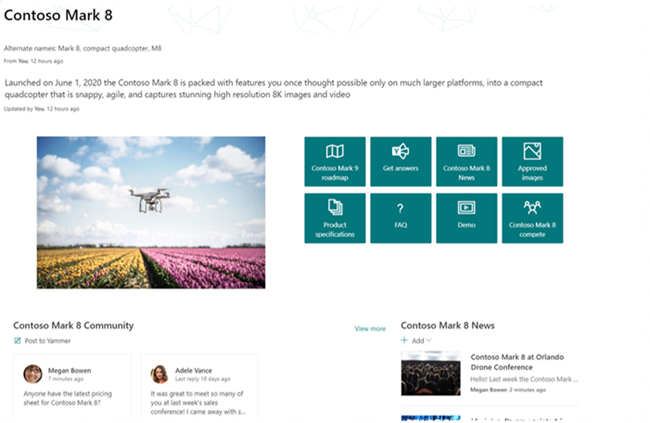 Contoso Mark 8
Alternate names: Mark 8, compact quadcopter, M8
From You, 12 hours ago
Launched on June 1, 2020 the Contoso Mark 8 is packed with features you once thought possible only on much larger platforms, into a compact
quadcopter that is snappy, agile, and captures stunning high resolution 8K images and video
Updated by You, 12 hours ago
Contoso Mark 9
roadmap
Get answers
Contoso Mark 8
News
Approved
images
Product
specifications
FAQ
Demo
Contoso Mark 8
compete
Contoso Mark 8 Community
View more
Post to Yammer
Megan Bowen
7 minutes ago
Anyone have the latest pricing
sheet for Contoso Mark 8?
Adele Vance
Last reply 18 days ago
It was great to meet so many of
you at last week's sales
conference! I came away with s...
Contoso Mark 8 News
Add
Contoso Mark 8 at Orlando
Drone Conference
Hello! Last week the Contoso Mark ...
Megan Bowen 2 minutes ago